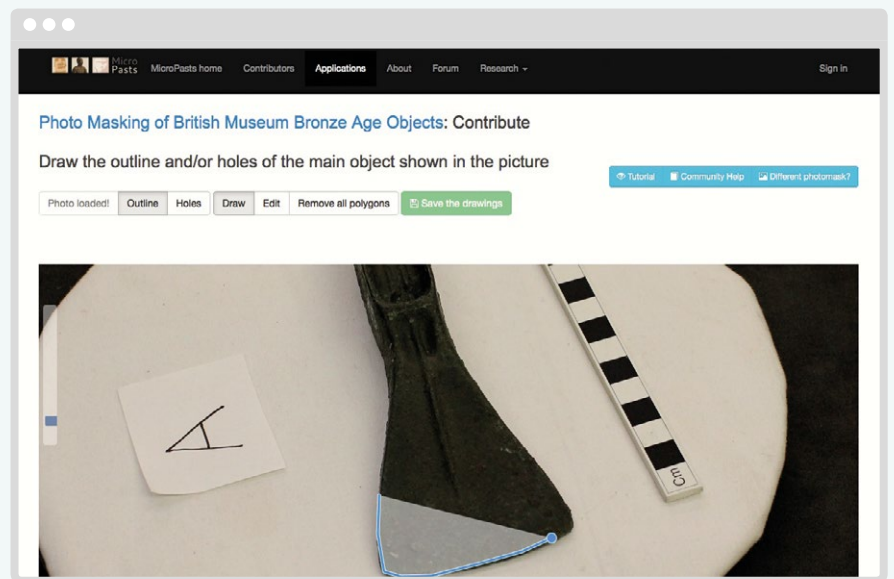 Micro
Pasts MicroPasts home Contributors Applications About Forum Research Sign in
Photo Masking of British Museum Bronze Age Objects: Contribute
Draw the outline and/or holes of the main object shown in the picture
Tutorial Community Help Different photomask?
Photo loaded! Outline Holes Draw Edit Remove all polygons Save the drawings
A
Cm